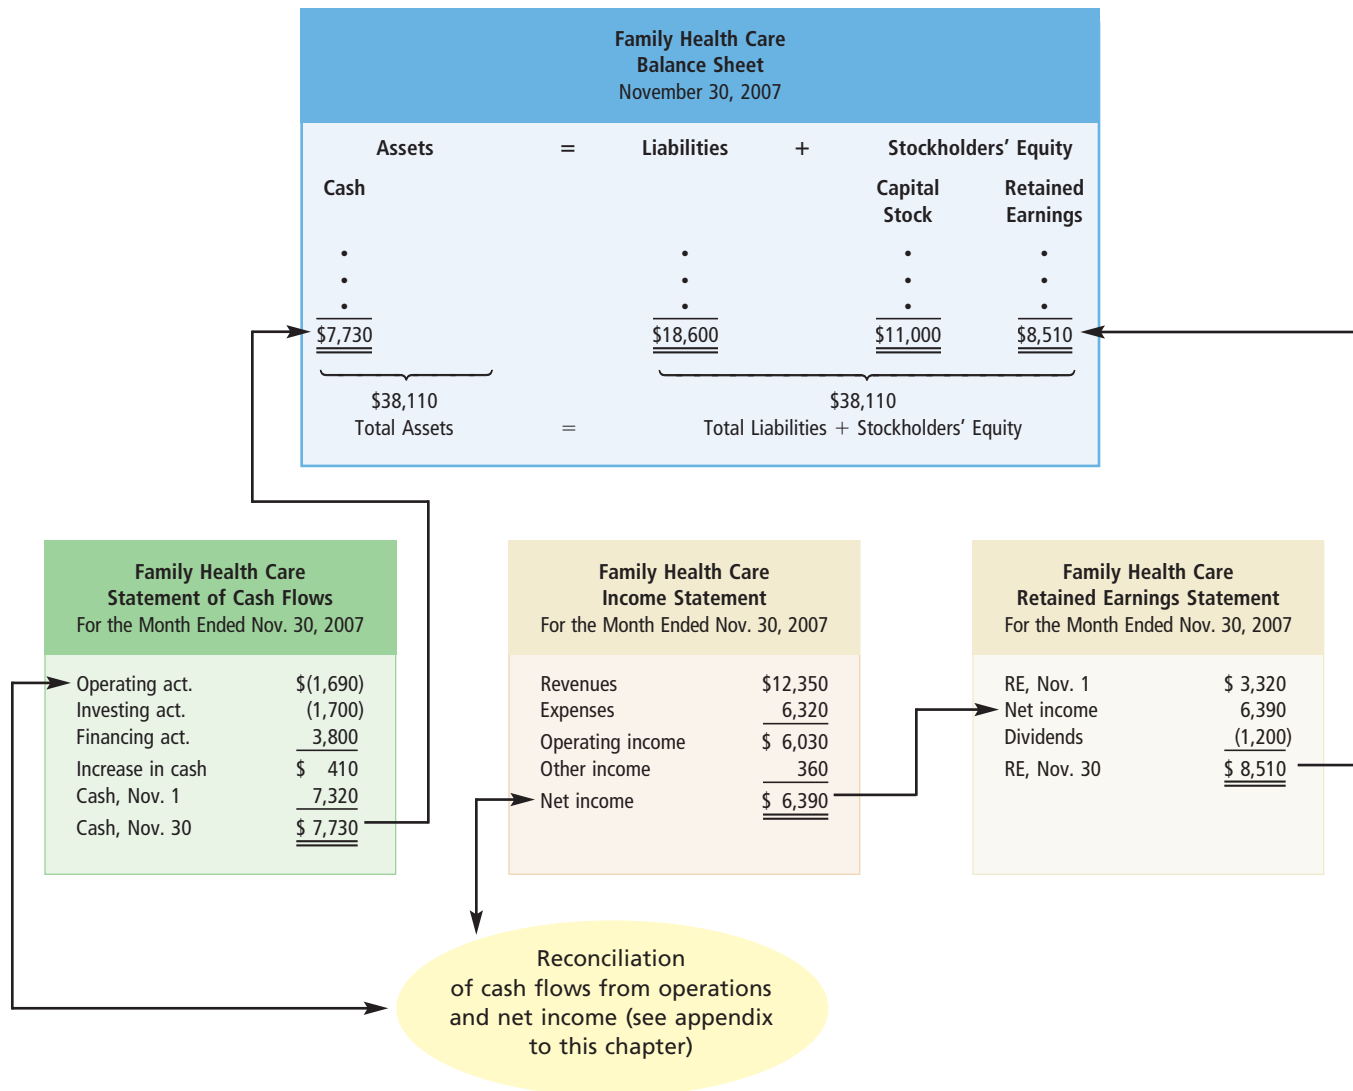 Family Health Care
Balance Sheet
November 30, 2007
Assets = Liabilities + Stockholders' Equity
Cash Capital Stock Retained Earnings
$7,730 $18,600 $11,000 $8,510
$38,110 $38,110
Total Assets = Total Liabilities + Stockholders' Equity
Family Health Care
Statement of Cash Flows
For the Month Ended Nov. 30, 2007
Operating act. $(1,690)
Investing act. (1,700)
Financing act. 3,800
Increase in cash $ 410
Cash, Nov. 1 7,320
Cash, Nov. 30 $ 7,730
Family Health Care
Income Statement
For the Month Ended Nov. 30, 2007
Revenues $12,350
Expenses 6,320
Operating income $ 6,030
Other income 360
Net income $ 6,390
Family Health Care
Retained Earnings Statement
For the Month Ended Nov. 30, 2007
RE, Nov. 1 $ 3,320
Net income 6,390
Dividends (1,200)
RE, Nov. 30 $ 8,510
Reconciliation
of cash flows from operations
and net income (see appendix
to this chapter)